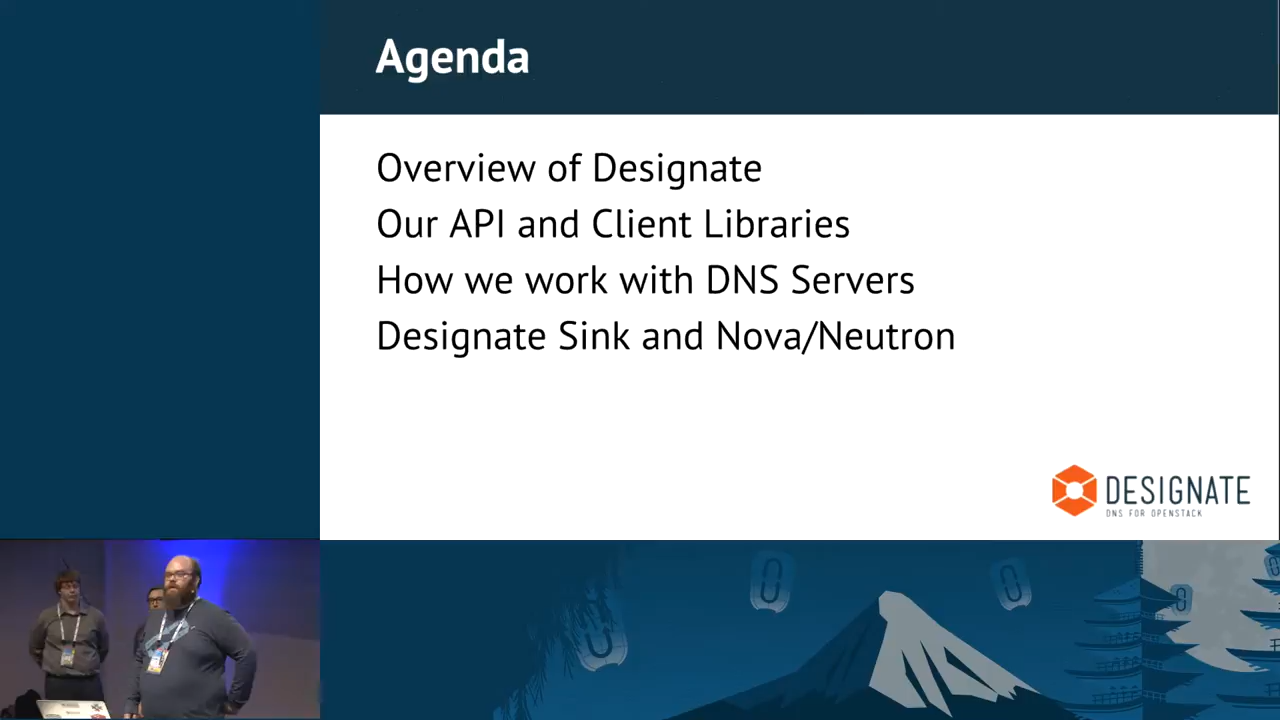 Agenda
Overview of Designate
Our API and Client Libraries
How we work with DNS Servers
Designate Sink and Nova/Neutron
DESIGNATE
DNS FOR OPENSTACK